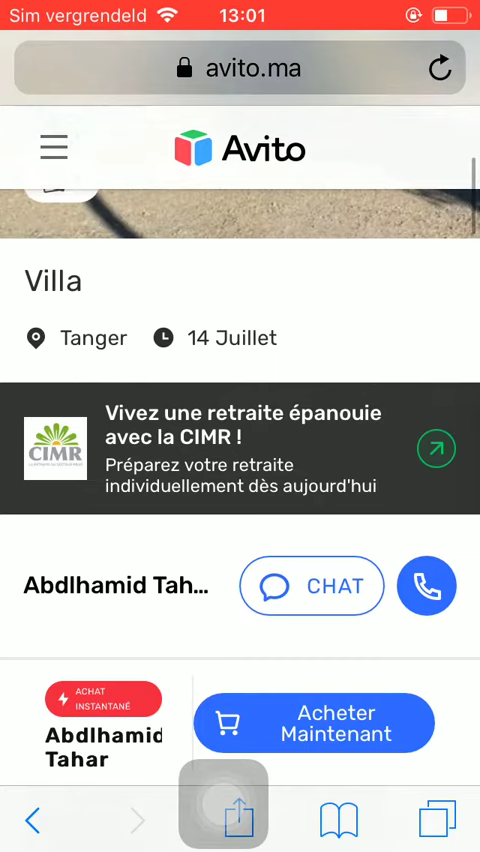 Sim vergrendeld 13:01
avito.ma
Avito
Villa
Tanger 14 Juillet
Vivez une retraite épanouie
avec la CIMR !
Préparez votre retraite
individuellement dès aujourd'hui
CIMR
Abdlhamid Tah...
CHAT
ACHAT
INSTANTANÉ
Abdlhamid
Tahar
Acheter
Maintenant